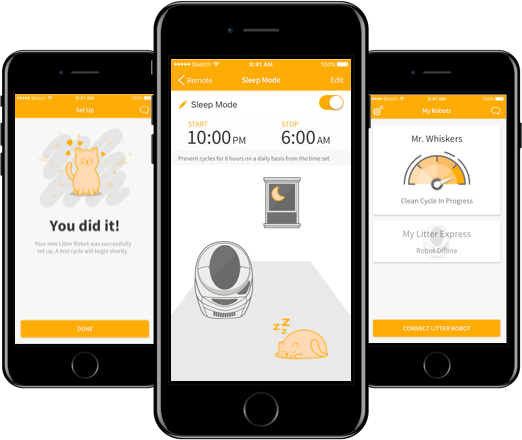 Sketch
9:41 AM
Set Up
You did it!
Your new Litter Robot was successfully
set up. A test cycle will begin shortly.
DONE
Sketch
9:41 AM
100%
Remote
Sleep Mode
Edit
Sleep Mode
START
STOP
10:00 PM
6:00 AM
Prevent cycles for 8 hours on a daily basis from the time set
z z z
Sketch
9:41 AM
100%
My Robots
Mr. Whiskers
Clean Cycle In Progress
My Litter Express
Robot Offline
CONNECT LITTER ROBOT